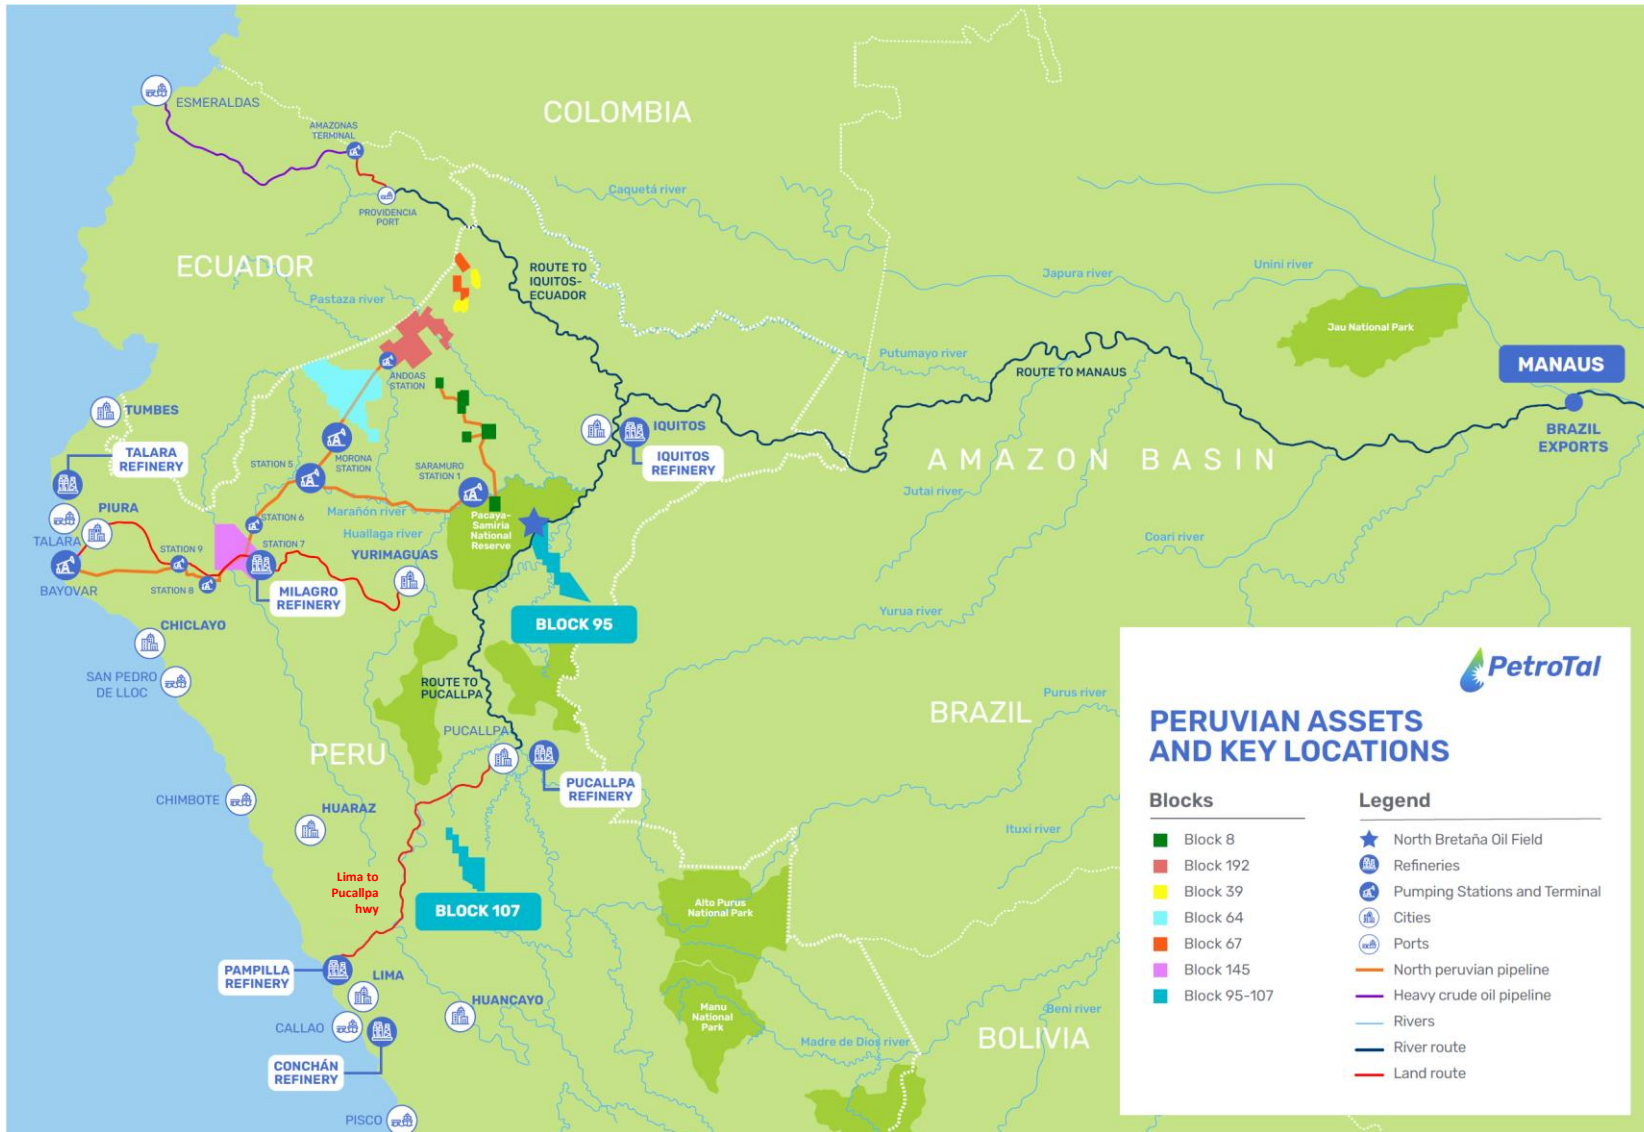 ESMERALDAS
AMAZONAS
TERMINAL
COLOMBIA
Caquetá river
PROVIDENCIA
PORT
ECUADOR
ROUTE TO
IQUITOS-
ECUADOR
Pastaza river
Japura river
Unini river
Jau National Park
Putumayo river
ROUTE TO MANAUS
MANAUS
BRAZIL
EXPORTS
ANDOAS
STATION
TUMBES
TALARA
REFINERY
MORONA
STATION
STATION 5
SARAMURO
STATION 1
IQUITOS
IQUITOS
REFINERY
AMAZON BASIN
Jutai river
Coari river
PIURA
TALARA
BAYOVAR
STATION 6
STATION 7
STATION 9
STATION 8
Marañón river
Huallaga river
Pacaya-
Samiria
National
Reserve
YURIMAGUAS
MILAGRO
REFINERY
BLOCK 95
Yurua river
CHICLAYO
SAN PEDRO
DE LLOC
ROUTE TO
PUCALLPA
Purus river
BRAZIL
PERU
PUCALLPA
PUCALLPA
REFINERY
CHIMBOTE
HUARAZ
Ituxi river
Lima to
Pucallpa
hwy
BLOCK 107
Alto Purus
National Park
PAMPILLA
REFINERY
LIMA
HUANCAYO
CALLAO
CONCHÁN
REFINERY
PISCO
Manu
National
Park
Madre de Dios river
Beni river
BOLIVIA
PetroTal
PERUVIAN ASSETS
AND KEY LOCATIONS
Blocks
Block 8
Block 192
Block 39
Block 64
Block 67
Block 145
Block 95-107
Legend
North Bretaña Oil Field
Refineries
Pumping Stations and Terminal
Cities
Ports
North peruvian pipeline
Heavy crude oil pipeline
Rivers
River route
Land route